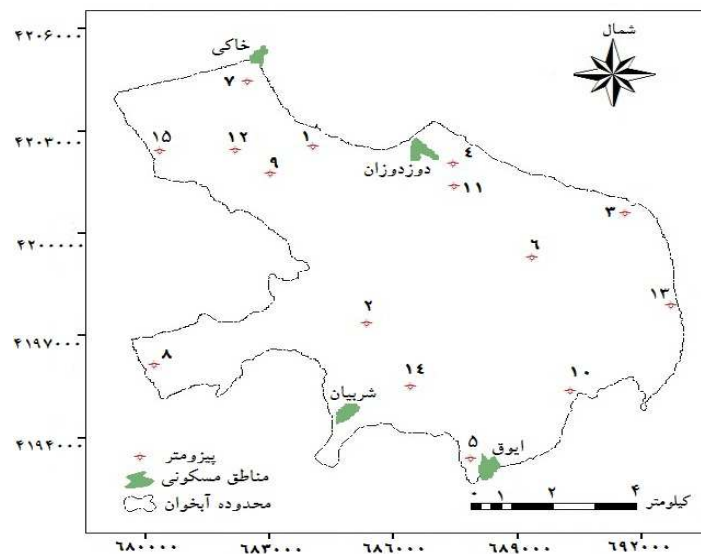 ۴۲۰۶۰۰۰
۴۲۰۳۰۰۰
۴۲۰۰۰۰۰
۴۱۹۷۰۰۰
۴۱۹۴۰۰۰
شمال
خاکی
۷
۱۵
۱۲
۱
۹
دوزدوزان
۴
۱۱
۳
۶
۱۳
۲
۸
۱۴
شربیان
۱۰
۵
ایوق
پیزومتر
مناطق مسکونی
محدوده آبخوان
۰ ۱ ۲ ۴
کیلومتر
۶۸۰۰۰۰ ۶۸۳۰۰۰ ۶۸۶۰۰۰ ۶۸۹۰۰۰ ۶۹۲۰۰۰